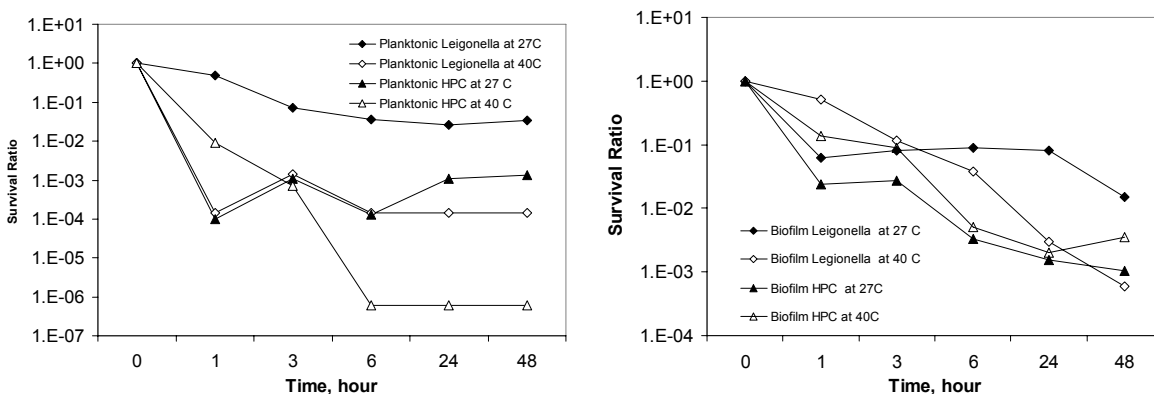 1.E+01
1.E+00
1.E-01
1.E-02
1.E-03
1.E-04
1.E-05
1.E-06
1.E-07
Survival Ratio
Planktonic Leigonella at 27C
Planktonic Legionella at 40C
Planktonic HPC at 27 C
Planktonic HPC at 40 C
0 1 3 6 24 48
Time, hour
1.E+01
1.E+00
1.E-01
1.E-02
1.E-03
1.E-04
Survival Ratio
Biofilm Leigonella at 27 C
Biofilm Legionella at 40 C
Biofilm HPC at 27C
Biofilm HPC at 40C
0 1 3 6 24 48
Time, hour